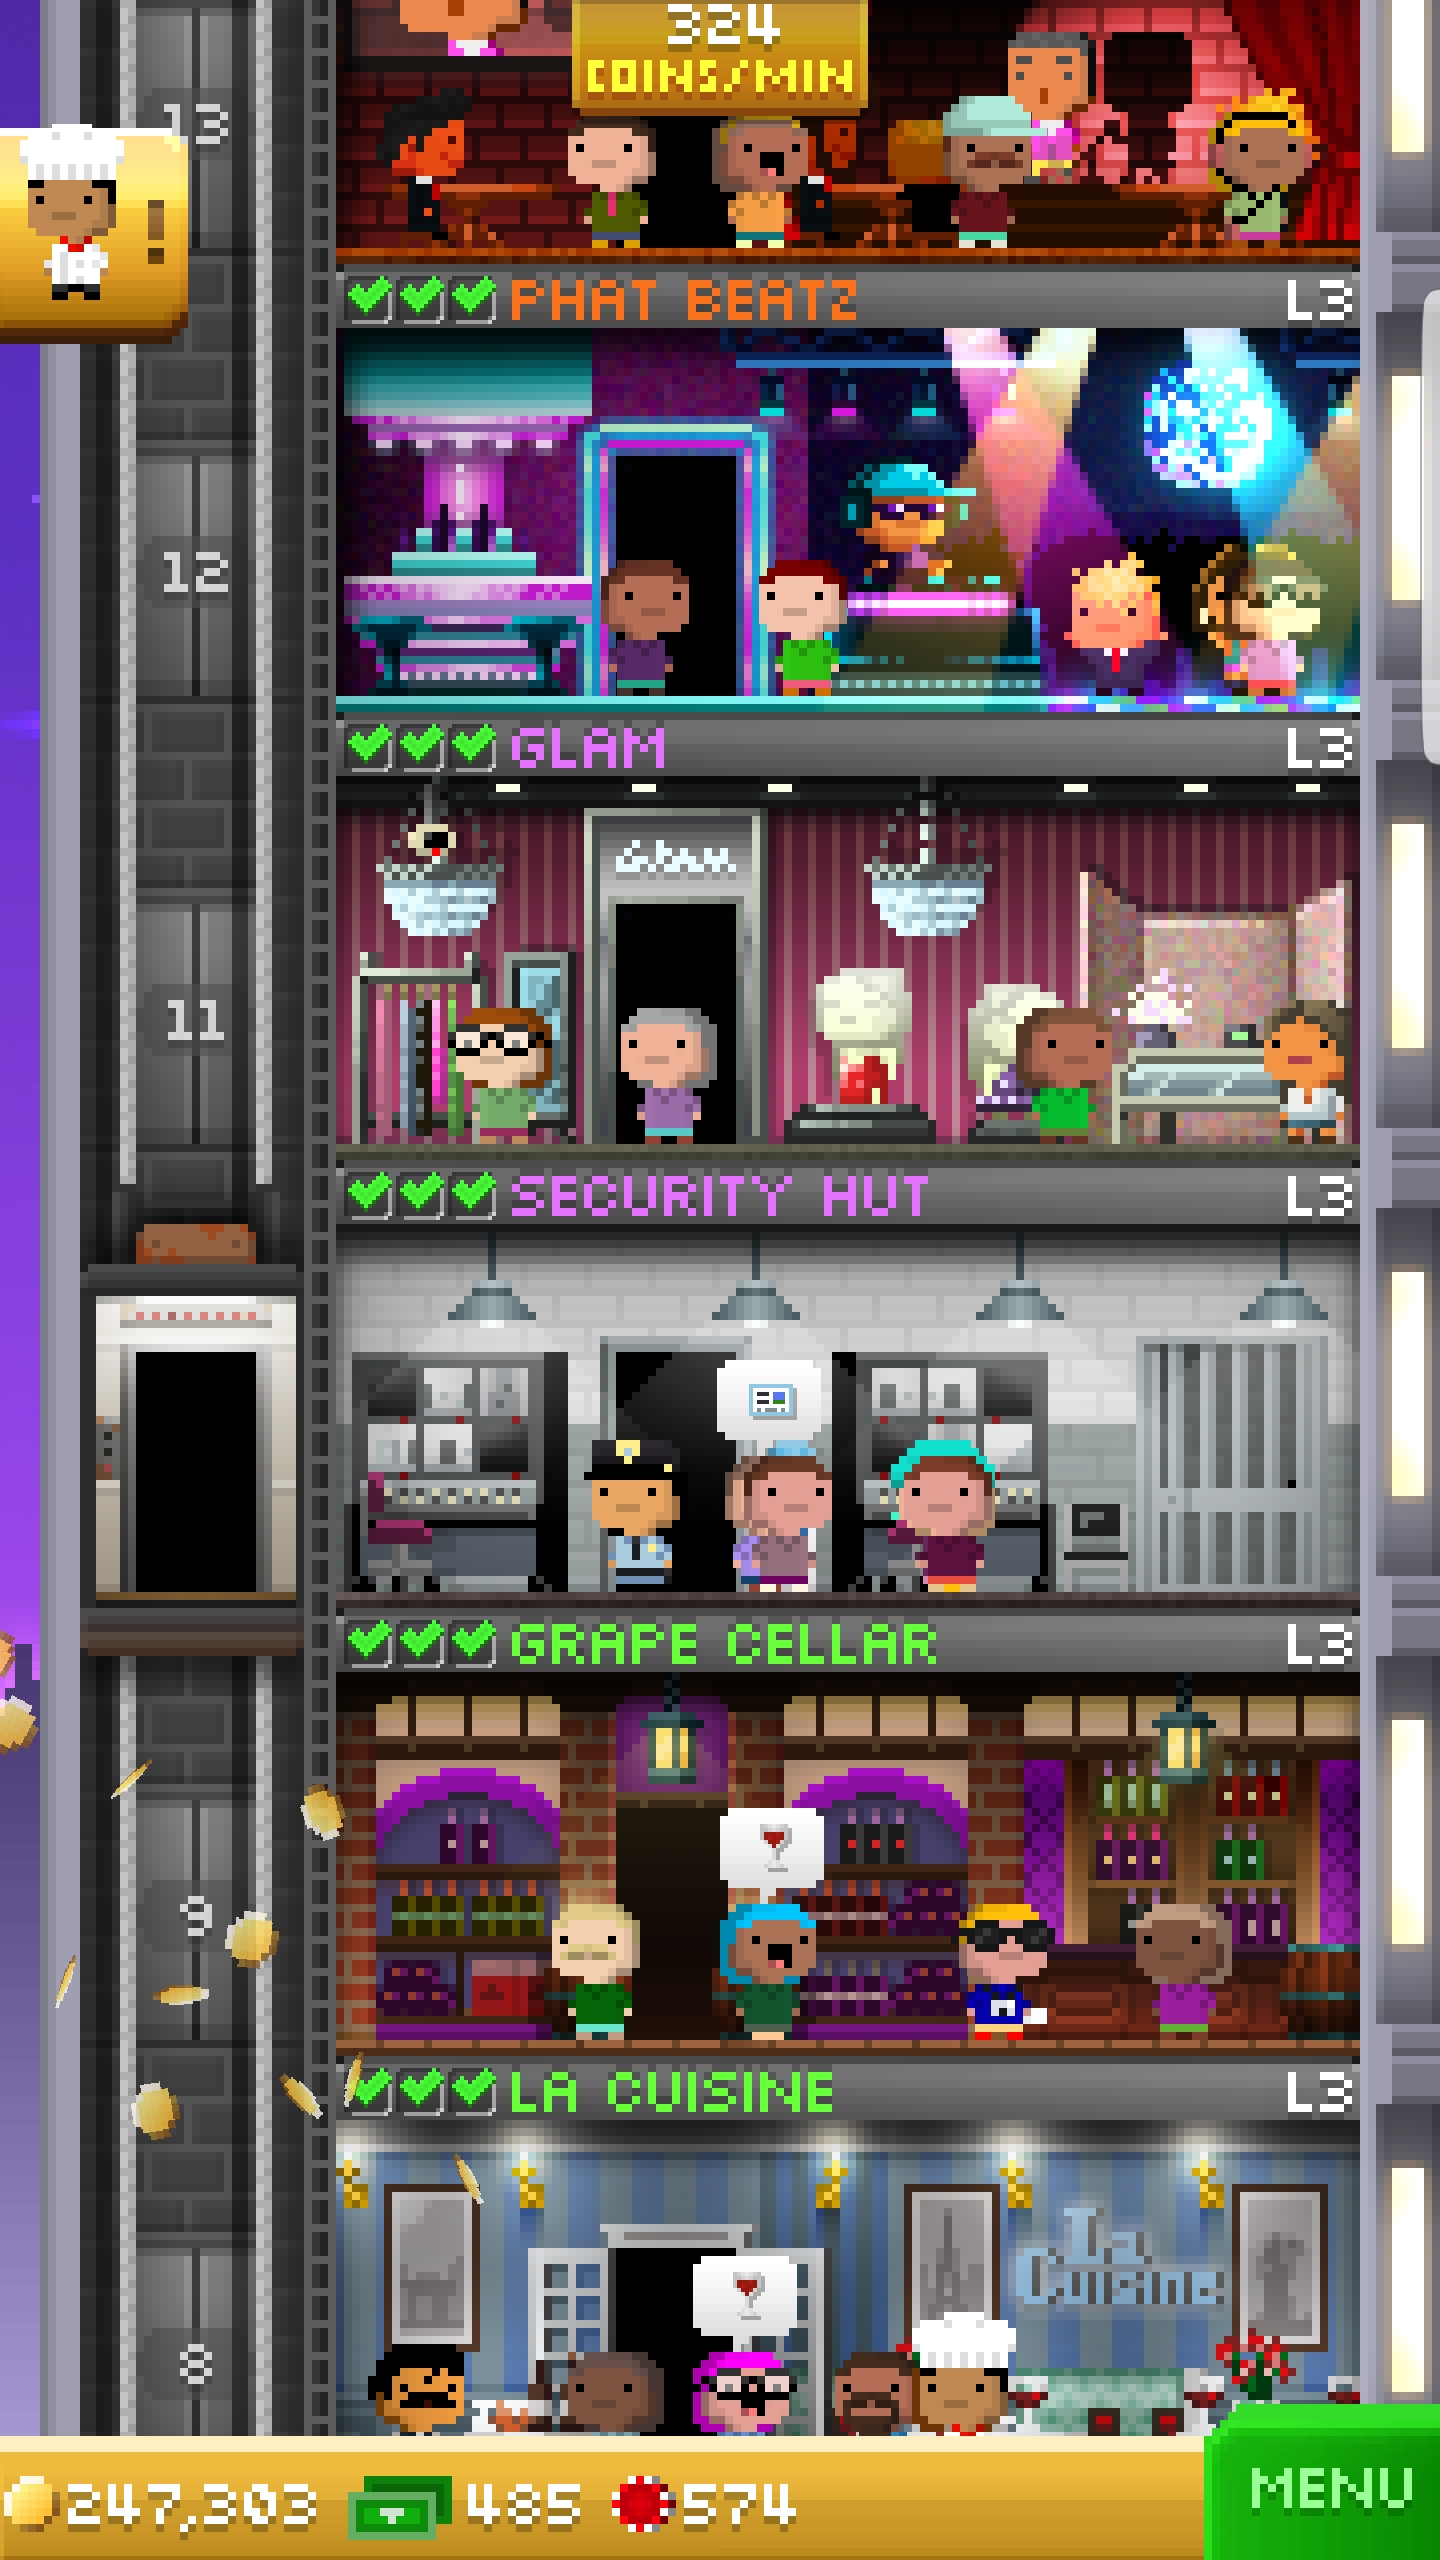 324
COINS/MIN
13
!
PHAT BEATZ L3
12
GLAM L3
Glam
11
SECURITY HUT L3
GRAPE CELLAR L3
9
LA CUISINE L3
La
Cuisine
8
247,303 485 574
MENU